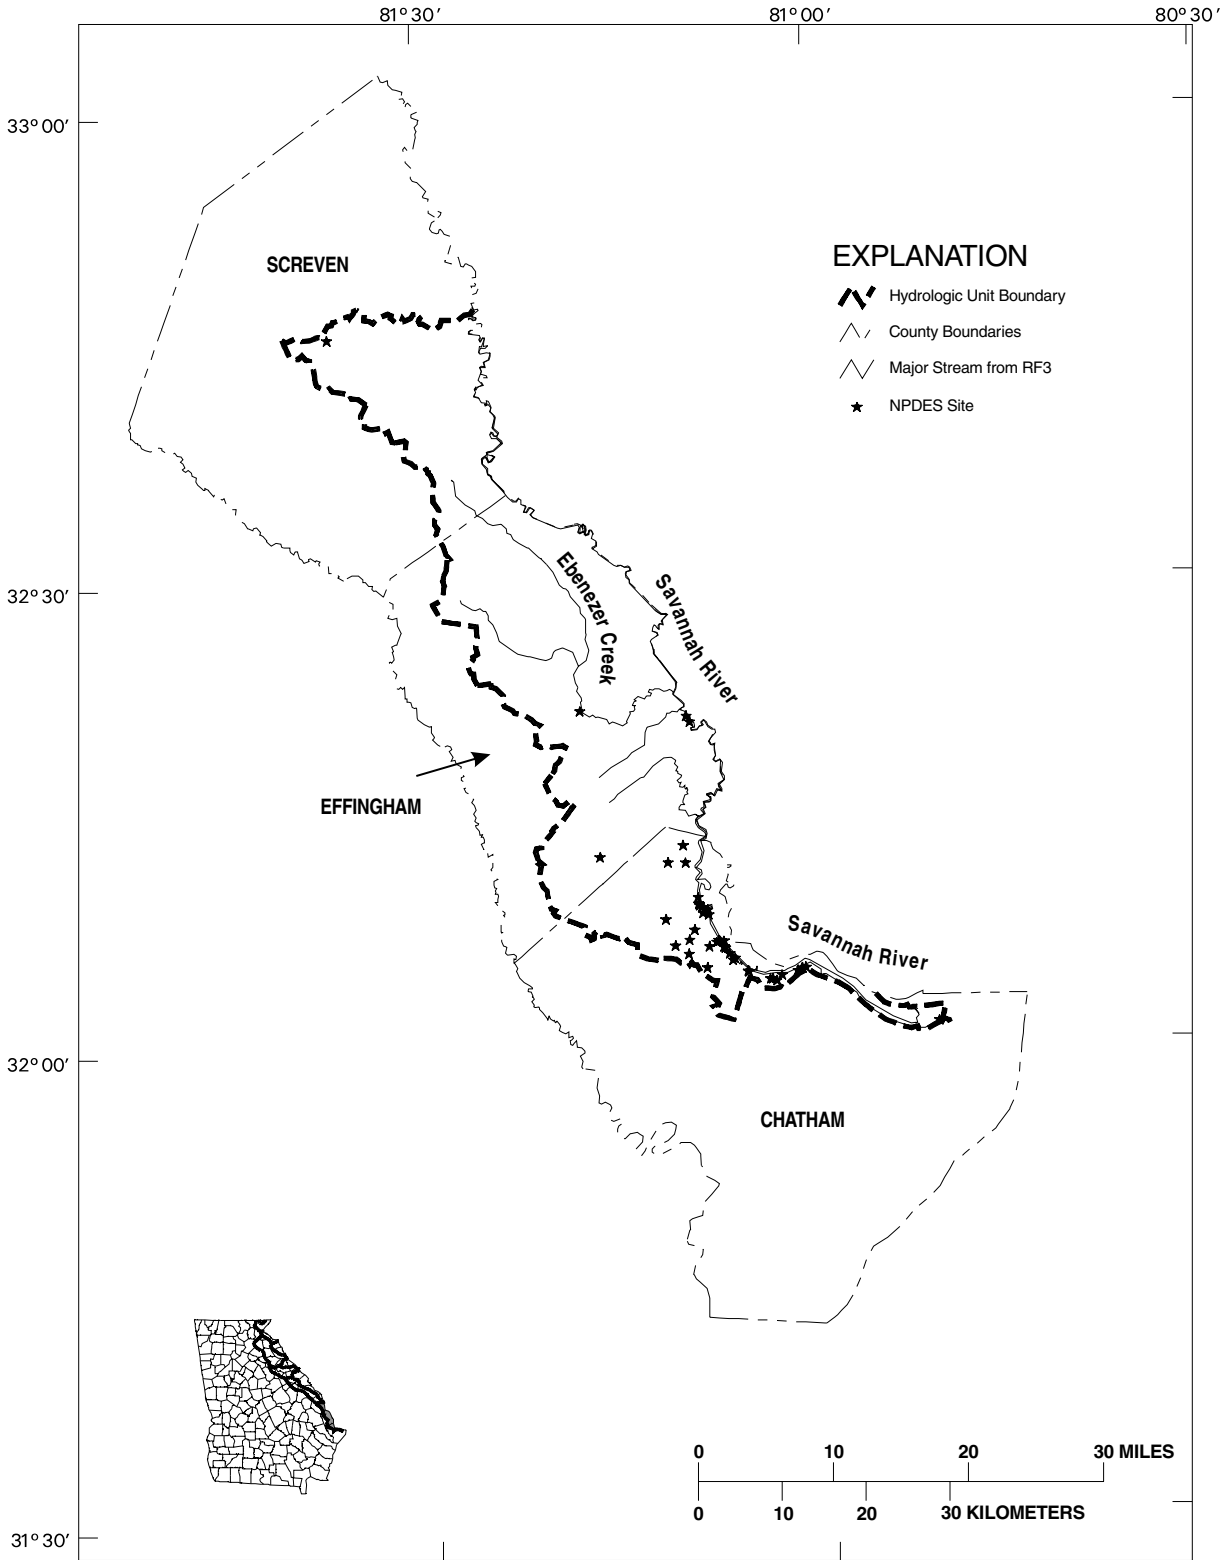 81° 30′
81° 00′
80° 30′
33° 00′
SCREVEN
EXPLANATION
Hydrologic Unit Boundary
County Boundaries
Major Stream from RF3
NPDES Site
32° 30′
Ebenezer Creek
Savannah River
EFFINGHAM
Savannah River
32° 00′
CHATHAM
0 10 20 30 MILES
0 10 20 30 KILOMETERS
31° 30′